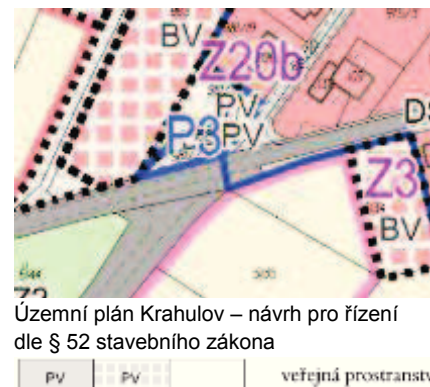 BV
Z20b
PV
P3 PV
DS
Z3
BV
Územní plán Krahulov – návrh pro řízení
dle § 52 stavebního zákona
PV PV veřejná prostranstv